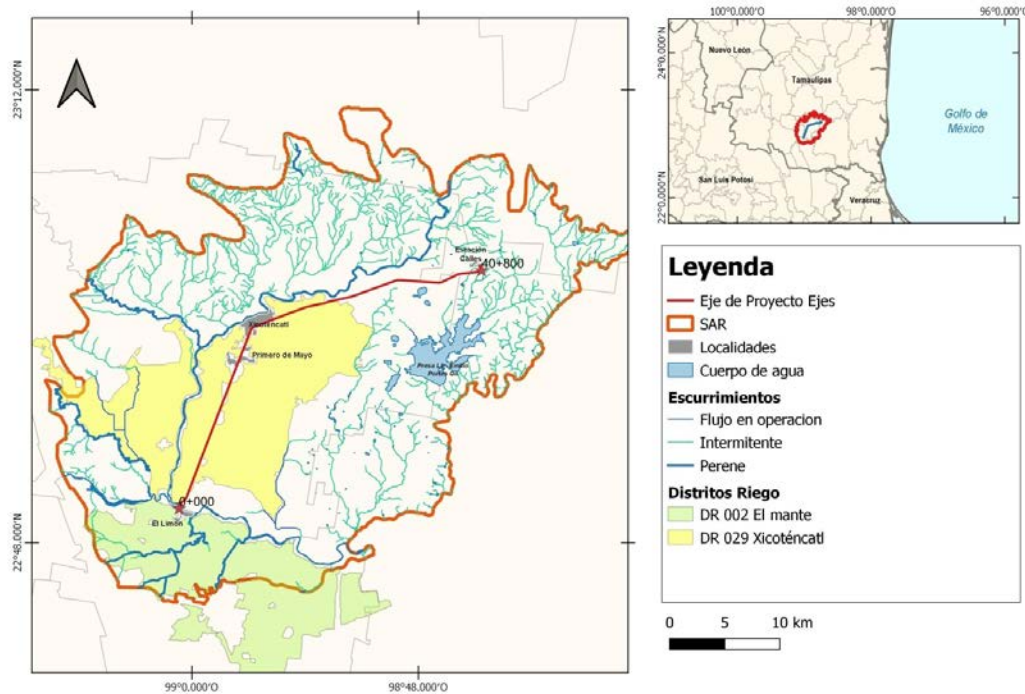 23°12.000'N
22°48.000'N
99°0.000'O
98°48.000'O
Estación
Calles
40+800
Xicoténcatl
Primero de Mayo
0+000
El Limón
100°0.000'O
98°0.000'O
96°0.000'O
24°0.000'N
22°0.000'N
Nuevo León
Tamaulipas
San Luis Potosí
Veracruz
Golfo de
México
Leyenda
Eje de Proyecto Ejes
SAR
Localidades
Cuerpo de agua
Escurrimientos
Flujo en operacion
Intermitente
Perene
Distritos Riego
DR 002 El mante
DR 029 Xicoténcatl
0 5 10 km